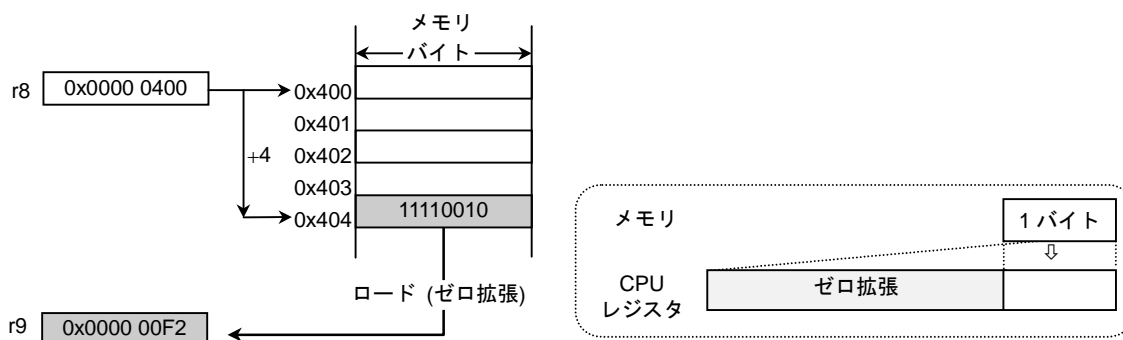 メモリ
バイト
r8 0x0000 0400
0x400
0x401
+4
0x402
0x403
0x404 11110010
ロード (ゼロ拡張)
r9 0x0000 00F2
メモリ 1 バイト
⇩
CPU
レジスタ
ゼロ拡張